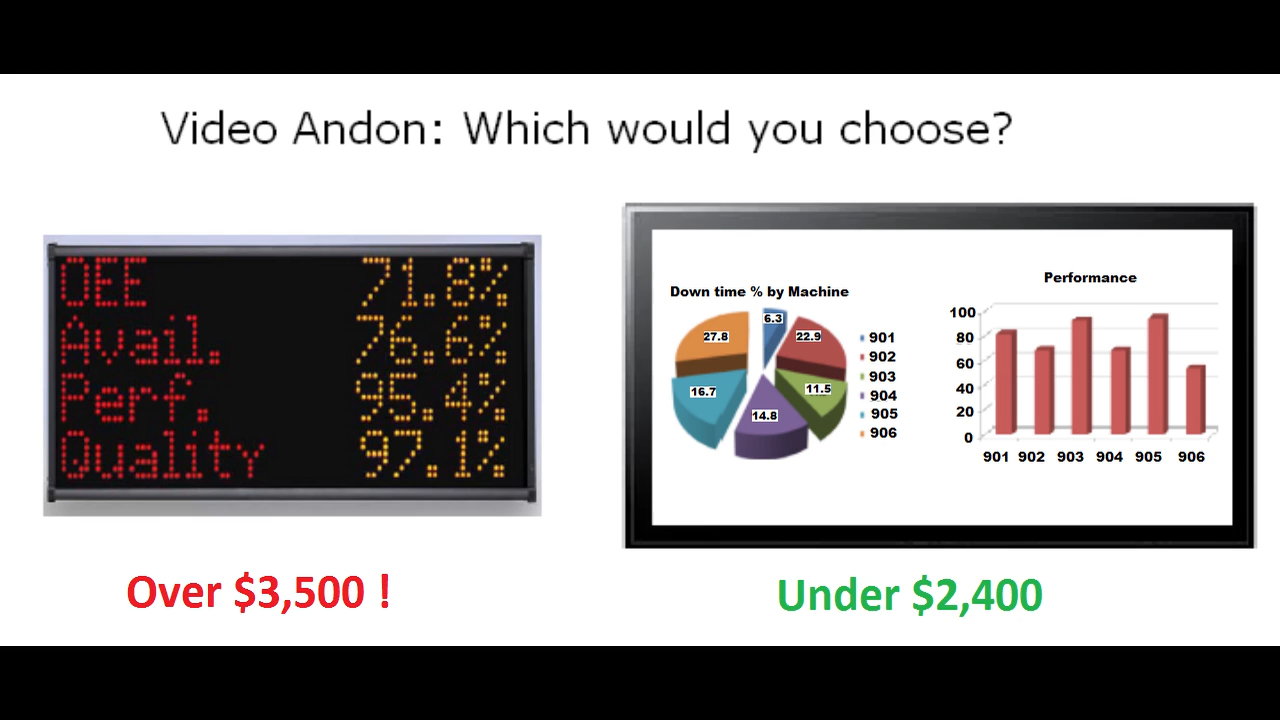 Video Andon: Which would you choose?
OEE 71.8%
Avail. 76.6%
Perf. 95.4%
Quality 97.1%
Over $3,500 !
Down time % by Machine
6.3
27.8
22.9
16.7
11.5
14.8
901
902
903
904
905
906
Performance
100
80
60
40
20
0
901 902 903 904 905 906
Under $2,400